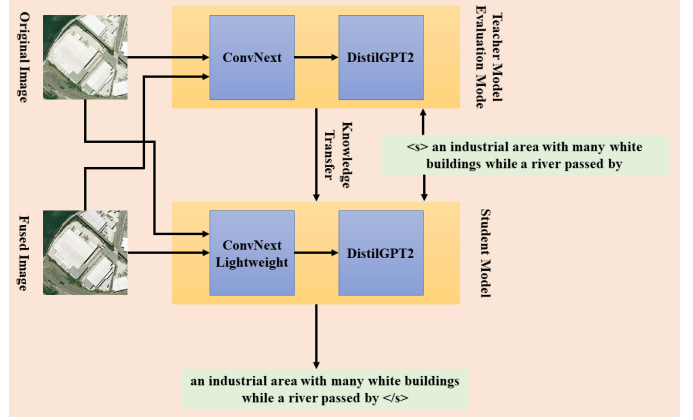 Original Image
ConvNext
DistilGPT2
Teacher Model
Evaluation Mode
Knowledge
Transfer
<s> an industrial area with many white
buildings while a river passed by
Fused Image
ConvNext
Lightweight
DistilGPT2
Student Model
an industrial area with many white buildings
while a river passed by </s>